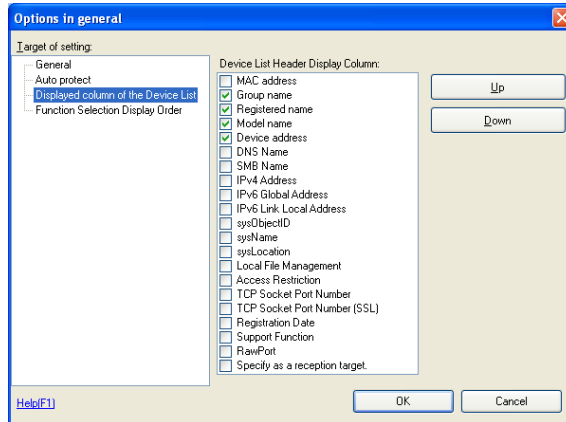 Options in general
Target of setting:
General
Auto protect
Displayed column of the Device List
Function Selection Display Order
Device List Header Display Column:
MAC address
Group name
Registered name
Model name
Device address
DNS Name
SMB Name
IPv4 Address
IPv6 Global Address
IPv6 Link Local Address
sysObjectID
sysName
sysLocation
Local File Management
Access Restriction
TCP Socket Port Number
TCP Socket Port Number (SSL)
Registration Date
Support Function
RawPort
Specify as a reception target.
Up
Down
Help(F1)
OK
Cancel